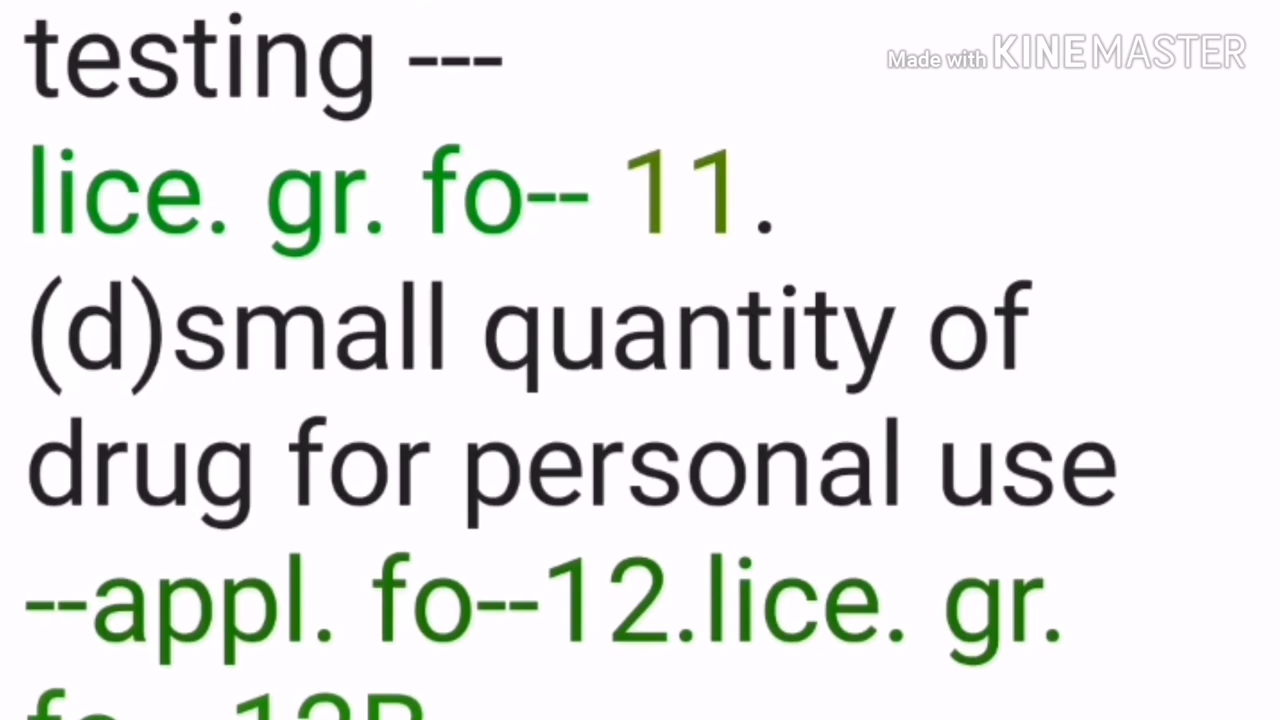 testing ---
Made with KINEMASTER
lice. gr. fo-- 11.
(d)small quantity of
drug for personal use
--appl. fo--12.lice. gr.